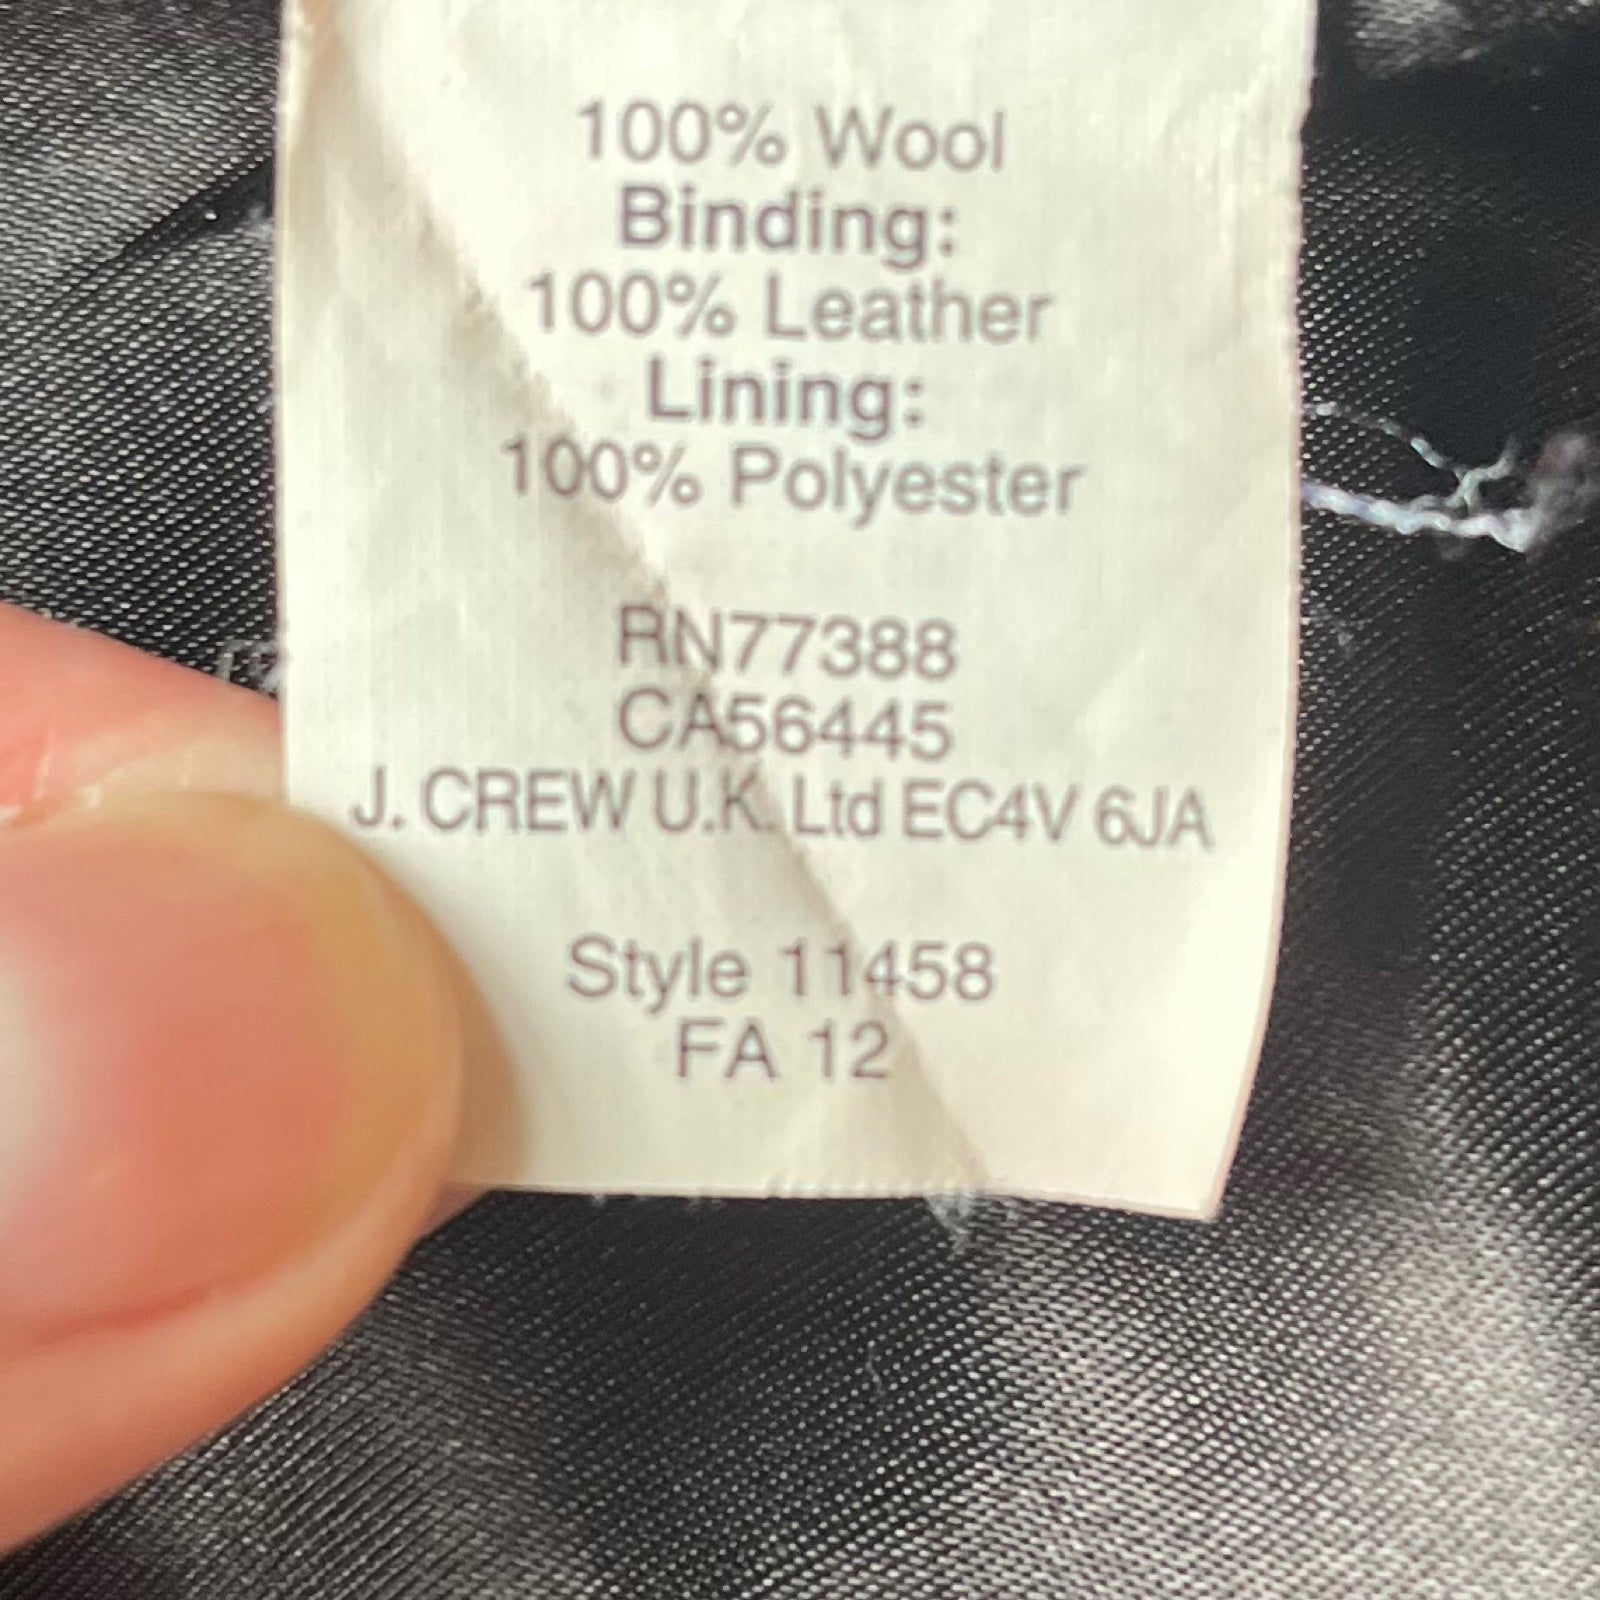 100% Wool
Binding:
100% Leather
Lining:
100% Polyester
RN77388
CA56445
J. CREW U.K. Ltd EC4V 6JA
Style 11458
FA 12